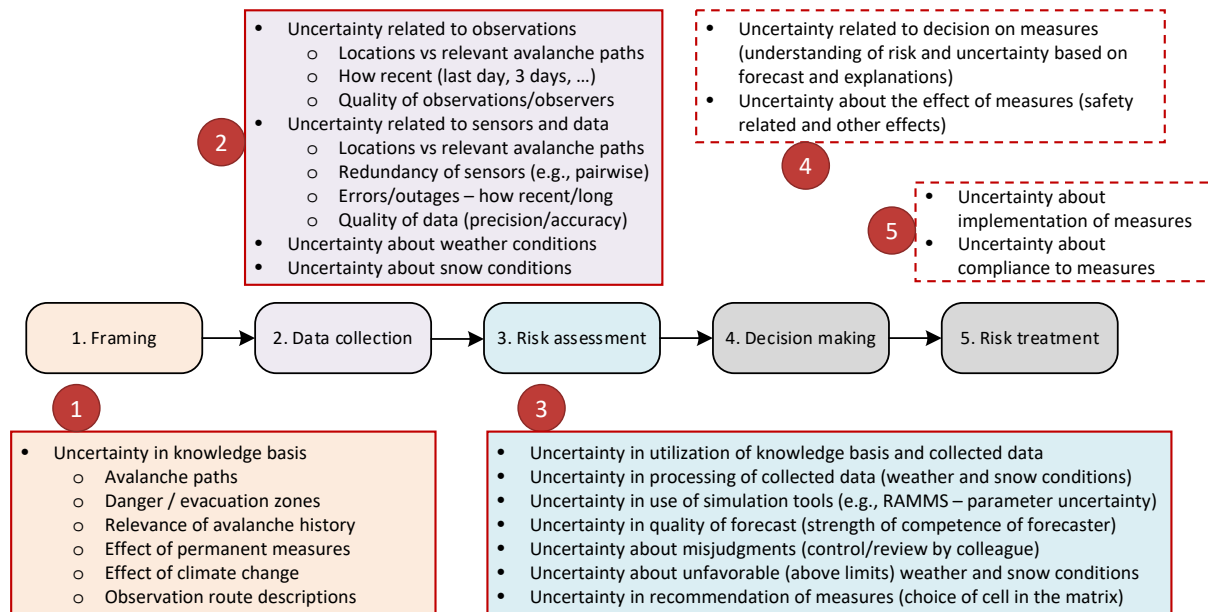 • Uncertainty related to observations
o Locations vs relevant avalanche paths
o How recent (last day, 3 days, …)
o Quality of observations/observers
• Uncertainty related to sensors and data
o Locations vs relevant avalanche paths
o Redundancy of sensors (e.g., pairwise)
o Errors/outages – how recent/long
o Quality of data (precision/accuracy)
• Uncertainty about weather conditions
• Uncertainty about snow conditions
2
• Uncertainty related to decision on measures
(understanding of risk and uncertainty based on
forecast and explanations)
• Uncertainty about the effect of measures (safety
related and other effects)
4
5
• Uncertainty about
implementation of measures
• Uncertainty about
compliance to measures
1. Framing
2. Data collection
3. Risk assessment
4. Decision making
5. Risk treatment
1
• Uncertainty in knowledge basis
o Avalanche paths
o Danger / evacuation zones
o Relevance of avalanche history
o Effect of permanent measures
o Effect of climate change
o Observation route descriptions
3
• Uncertainty in utilization of knowledge basis and collected data
• Uncertainty in processing of collected data (weather and snow conditions)
• Uncertainty in use of simulation tools (e.g., RAMMS – parameter uncertainty)
• Uncertainty in quality of forecast (strength of competence of forecaster)
• Uncertainty about misjudgments (control/review by colleague)
• Uncertainty about unfavorable (above limits) weather and snow conditions
• Uncertainty in recommendation of measures (choice of cell in the matrix)